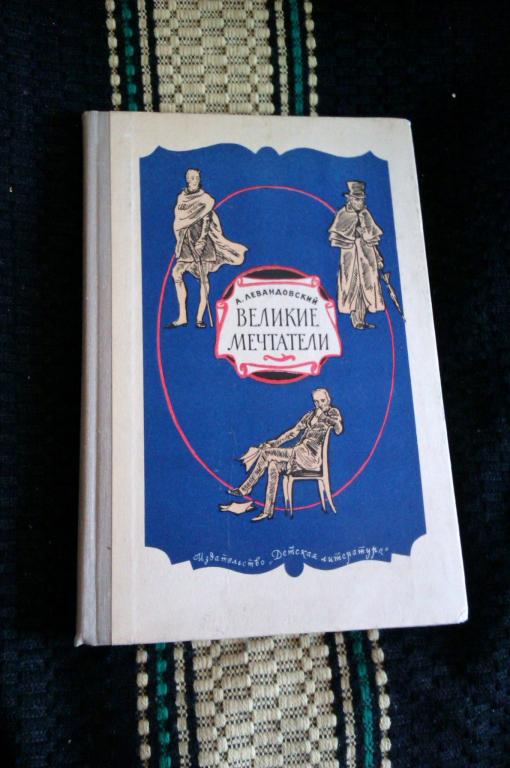 А. ЛЕВАНДОВСКИЙ
ВЕЛИКИЕ
МЕЧТАТЕЛИ
Издательство „Детская литература“